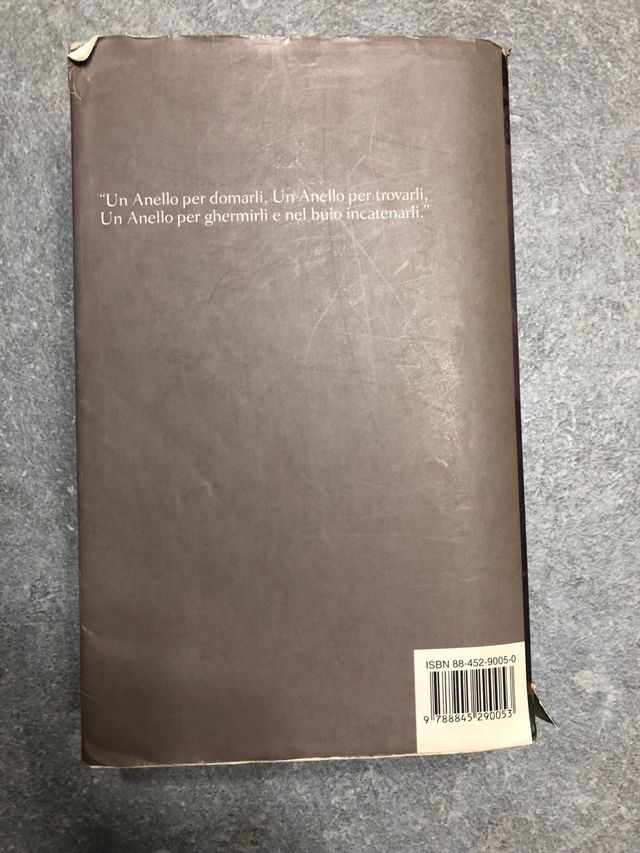 “Un Anello per domarli, Un Anello per trovarli,
Un Anello per ghermirli e nel buio incatenarli.”
ISBN 88-452-9005-0
9 788845 290053